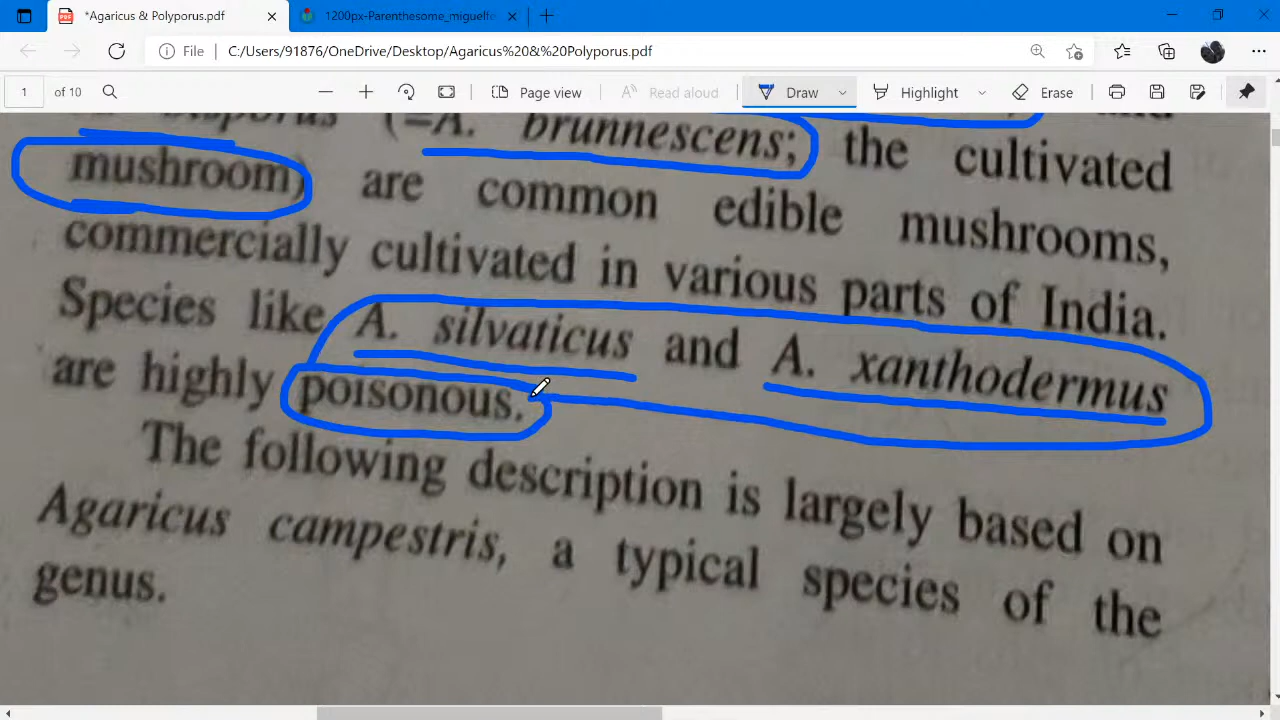 *Agaricus & Polyporus.pdf
1200px-Parenthesome_miguelfe
File C:/Users/91876/OneDrive/Desktop/Agaricus%20&%20Polyporus.pdf
1 of 10 Page view Read aloud Draw Highlight Erase
bisporus (=A. brunnescens; the cultivated
mushroom) are common edible mushrooms,
commercially cultivated in various parts of India.
Species like A. silvaticus and A. xanthodermus
are highly poisonous.
The following description is largely based on
Agaricus campestris, a typical species of the
genus.